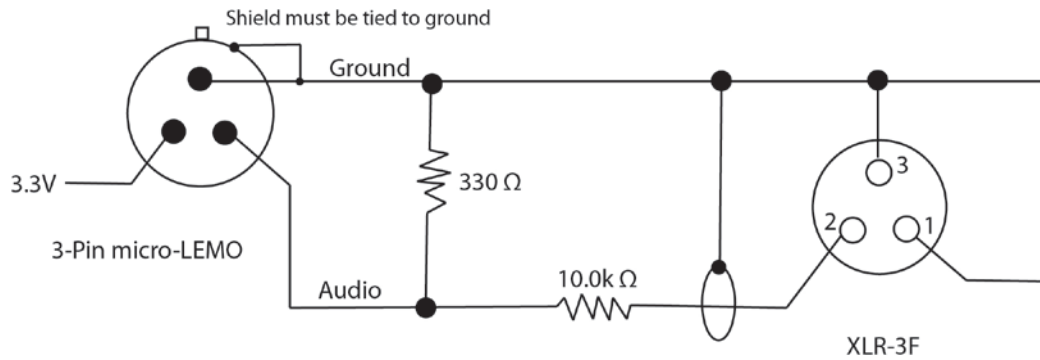 Shield must be tied to ground
Ground
3.3V
330 Ω
3
2
1
3-Pin micro-LEMO
10.0k Ω
Audio
XLR-3F